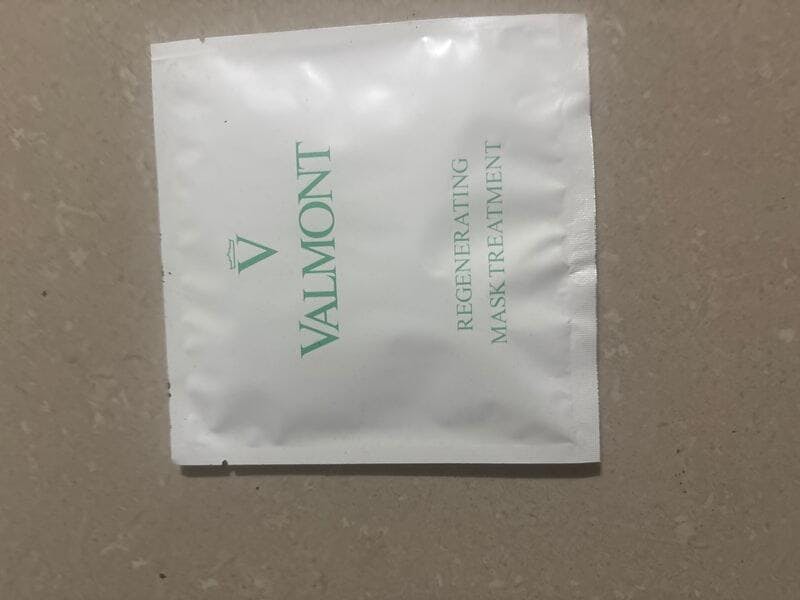 V
VALMONT
REGENERATING
MASK TREATMENT